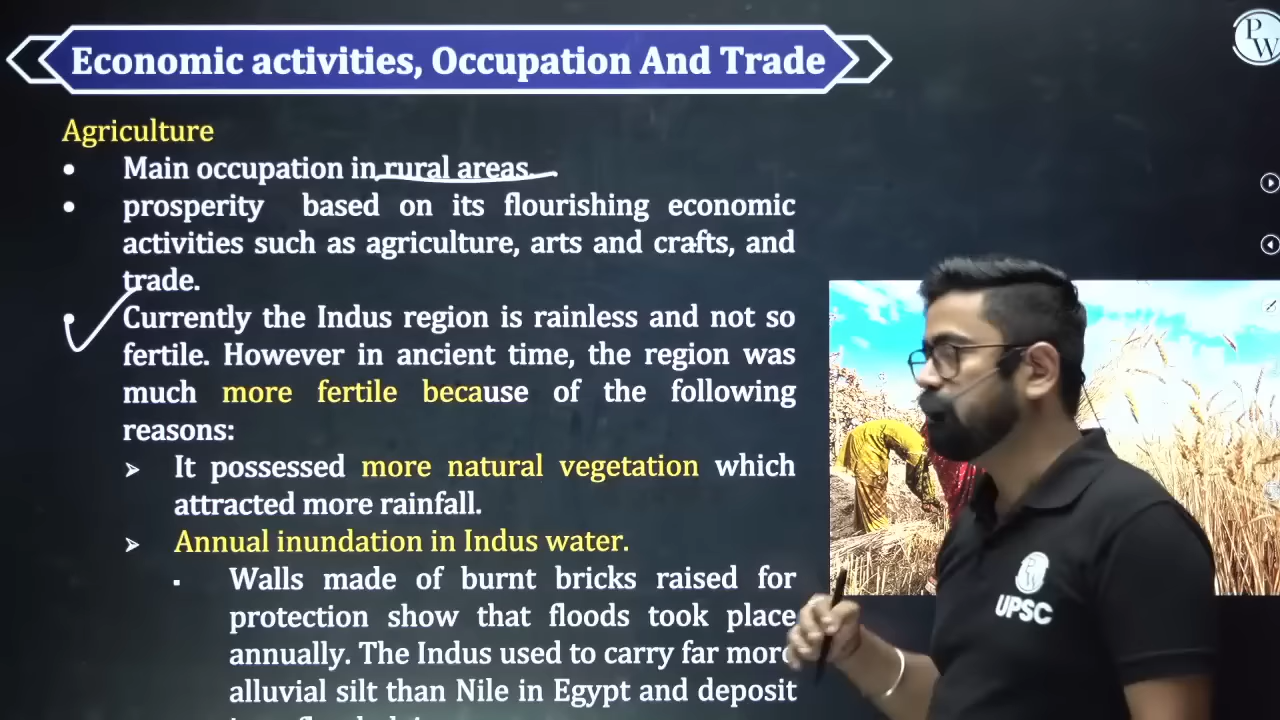 Economic activities, Occupation And Trade
PW
Agriculture
• Main occupation in rural areas.
• prosperity based on its flourishing economic
activities such as agriculture, arts and crafts, and
trade.
• Currently the Indus region is rainless and not so
fertile. However in ancient time, the region was
much more fertile because of the following
reasons:
➢ It possessed more natural vegetation which
attracted more rainfall.
➢ Annual inundation in Indus water.
▪ Walls made of burnt bricks raised for
protection show that floods took place
annually. The Indus used to carry far more
alluvial silt than Nile in Egypt and deposit
PW
UPSC